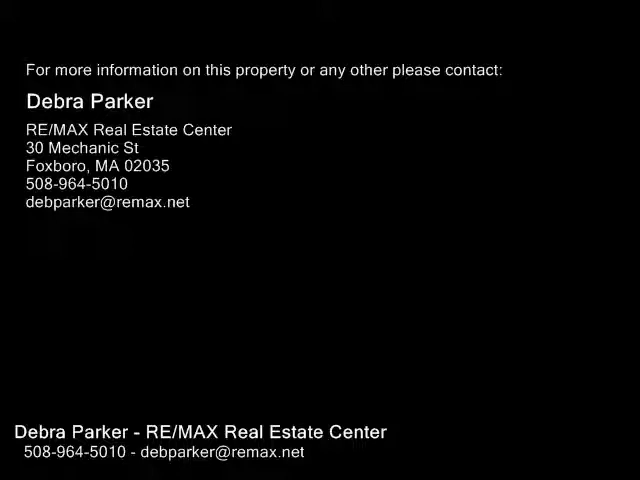 For more information on this property or any other please contact:
Debra Parker
RE/MAX Real Estate Center
30 Mechanic St
Foxboro, MA 02035
508-964-5010
debparker@remax.net
Debra Parker - RE/MAX Real Estate Center
508-964-5010 - debparker@remax.net